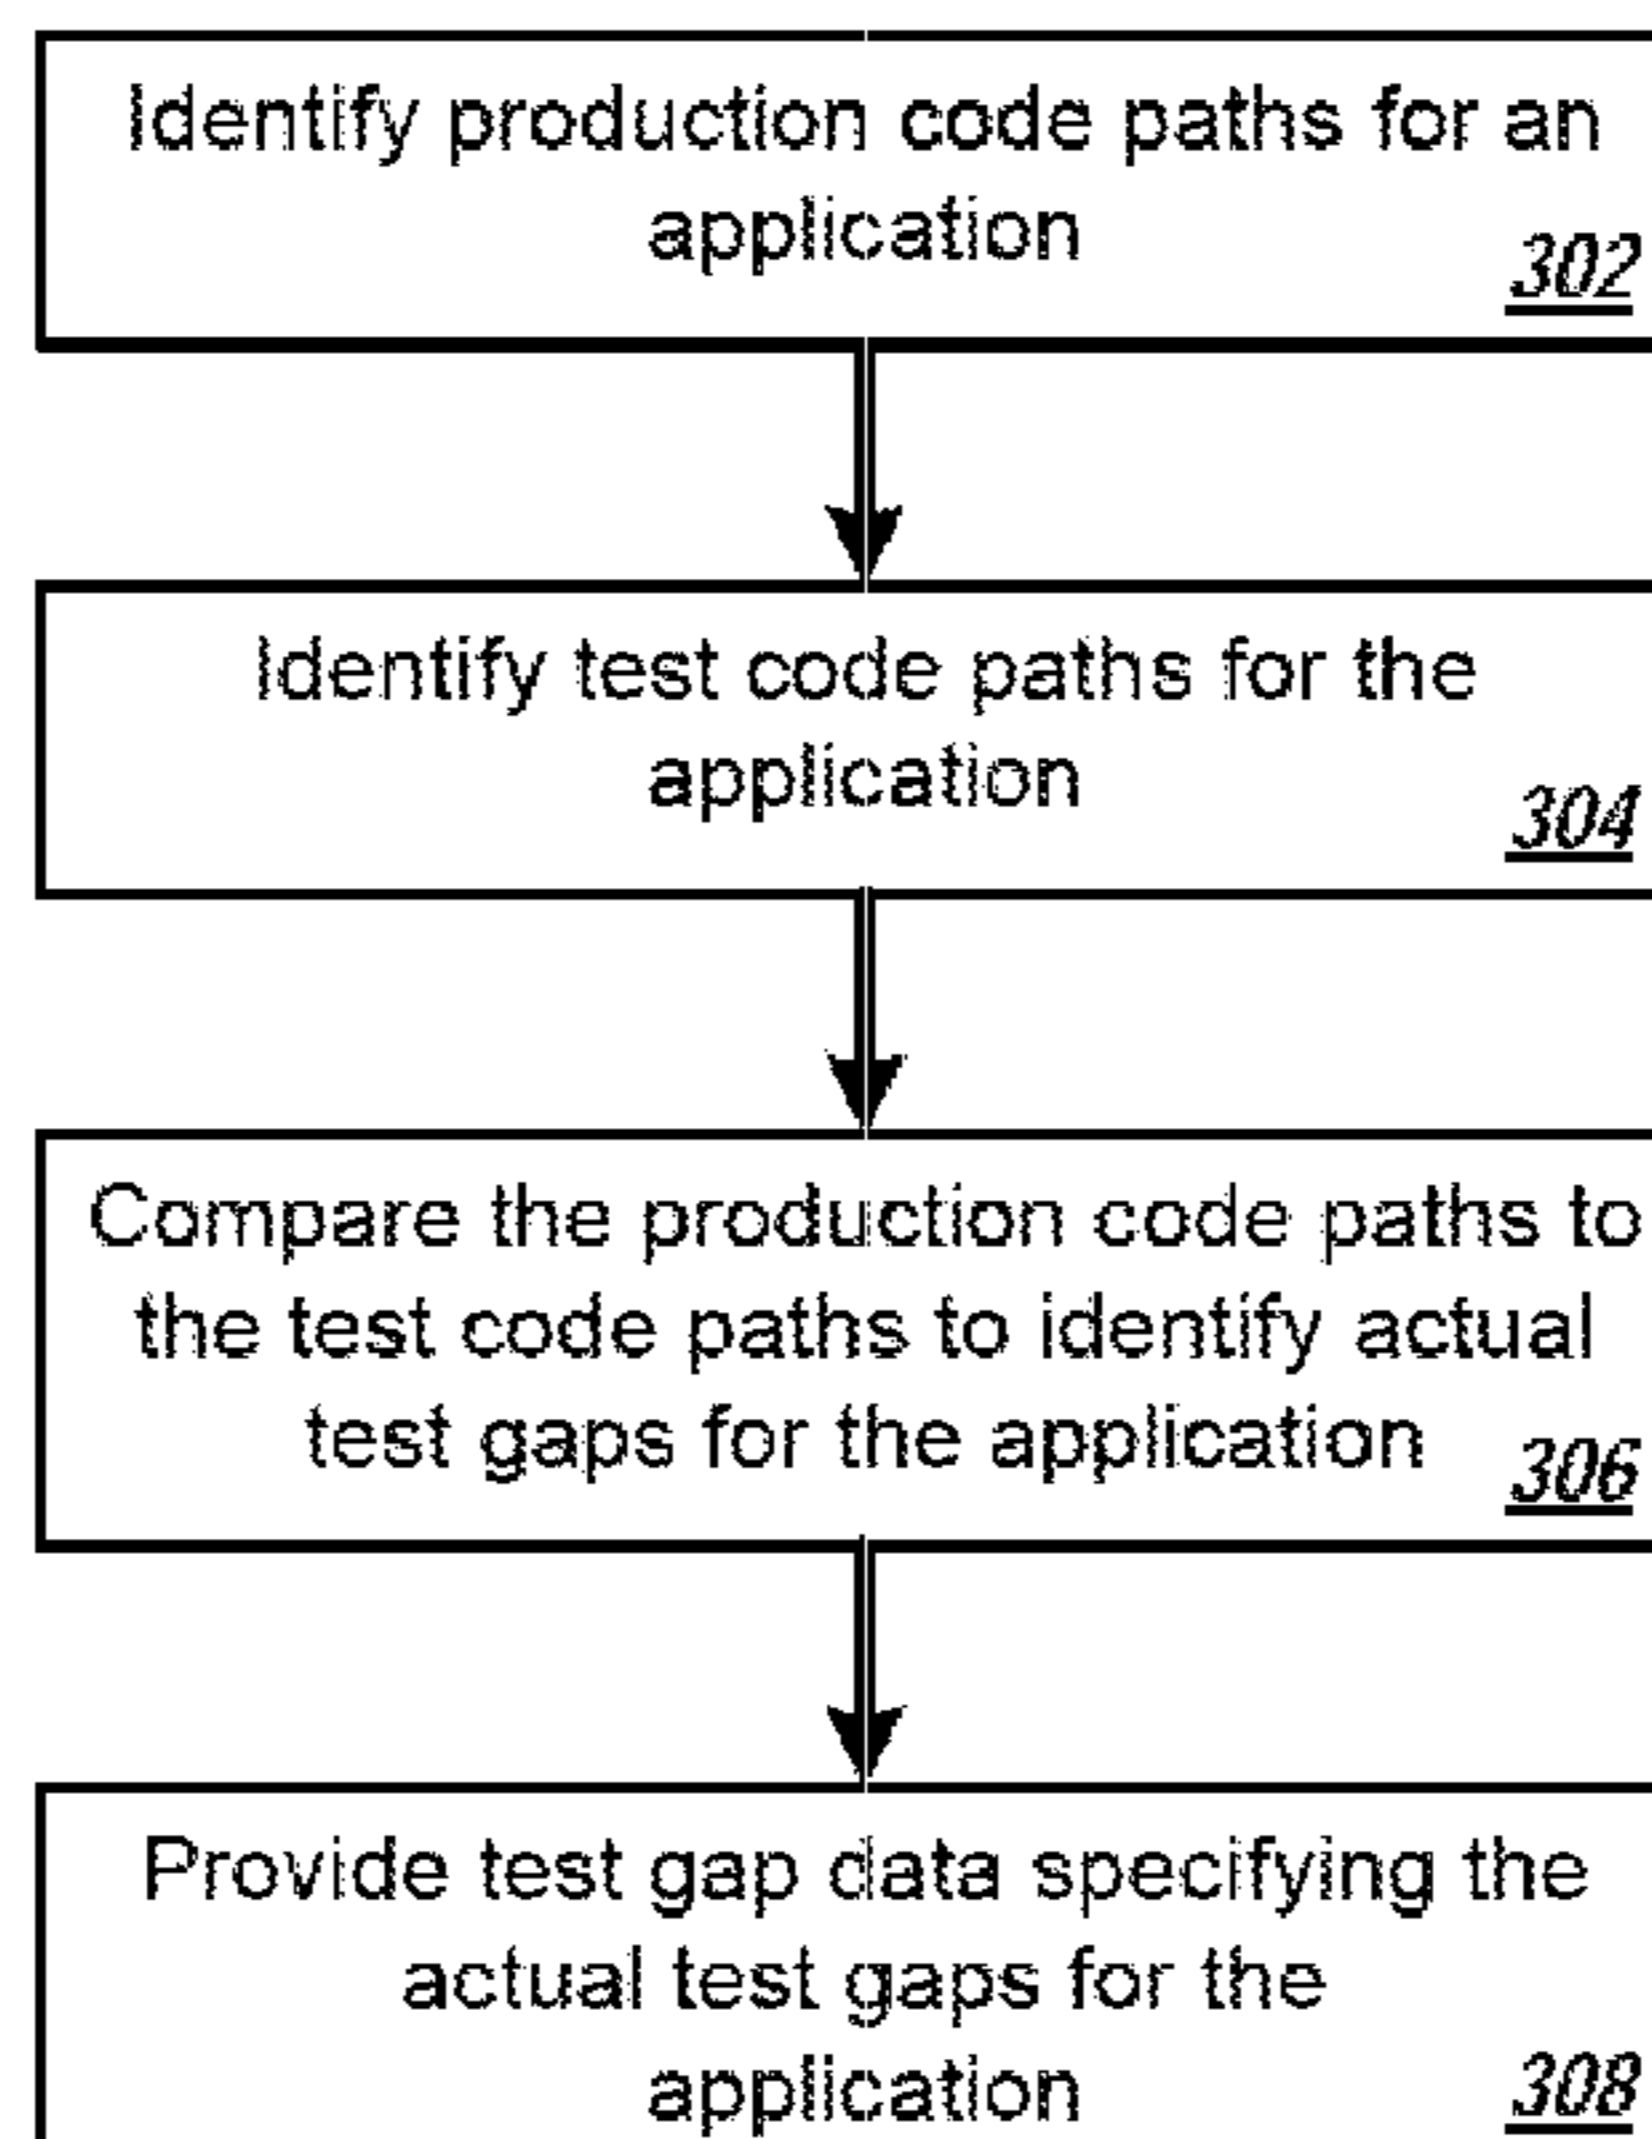 Identify production code paths for an
application
302
Identify test code paths for the
application
304
Compare the production code paths to
the test code paths to identify actual
test gaps for the application
306
Provide test gap data specifying the
actual test gaps for the
application
308